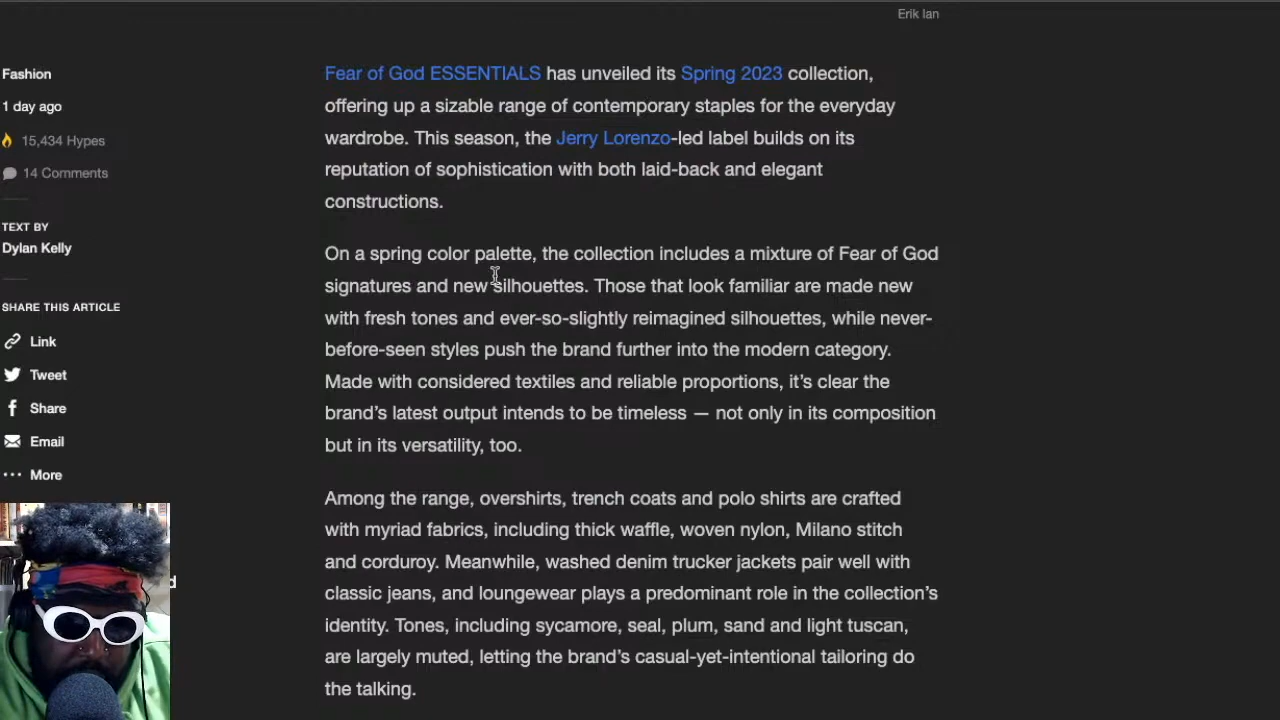 Erik Ian
Fashion
1 day ago
15,434 Hypes
14 Comments
TEXT BY
Dylan Kelly
SHARE THIS ARTICLE
Link
Tweet
Share
Email
More
Fear of God ESSENTIALS has unveiled its Spring 2023 collection,
offering up a sizable range of contemporary staples for the everyday
wardrobe. This season, the Jerry Lorenzo-led label builds on its
reputation of sophistication with both laid-back and elegant
constructions.
On a spring color palette, the collection includes a mixture of Fear of God
signatures and new silhouettes. Those that look familiar are made new
with fresh tones and ever-so-slightly reimagined silhouettes, while never-
before-seen styles push the brand further into the modern category.
Made with considered textiles and reliable proportions, it’s clear the
brand’s latest output intends to be timeless — not only in its composition
but in its versatility, too.
Among the range, overshirts, trench coats and polo shirts are crafted
with myriad fabrics, including thick waffle, woven nylon, Milano stitch
and corduroy. Meanwhile, washed denim trucker jackets pair well with
classic jeans, and loungewear plays a predominant role in the collection’s
identity. Tones, including sycamore, seal, plum, sand and light tuscan,
are largely muted, letting the brand’s casual-yet-intentional tailoring do
the talking.